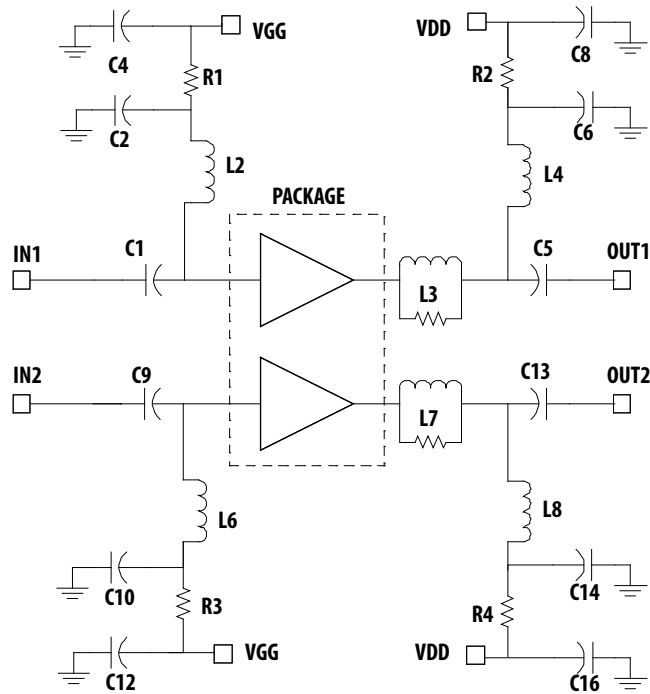 VGG
VDD
C4
C8
R1
R2
C2
C6
L2
L4
PACKAGE
IN1
C1
C5
OUT1
L3
IN2
C9
C13
OUT2
L7
L6
L8
C10
C14
R3
R4
C12
VGG
VDD
C16